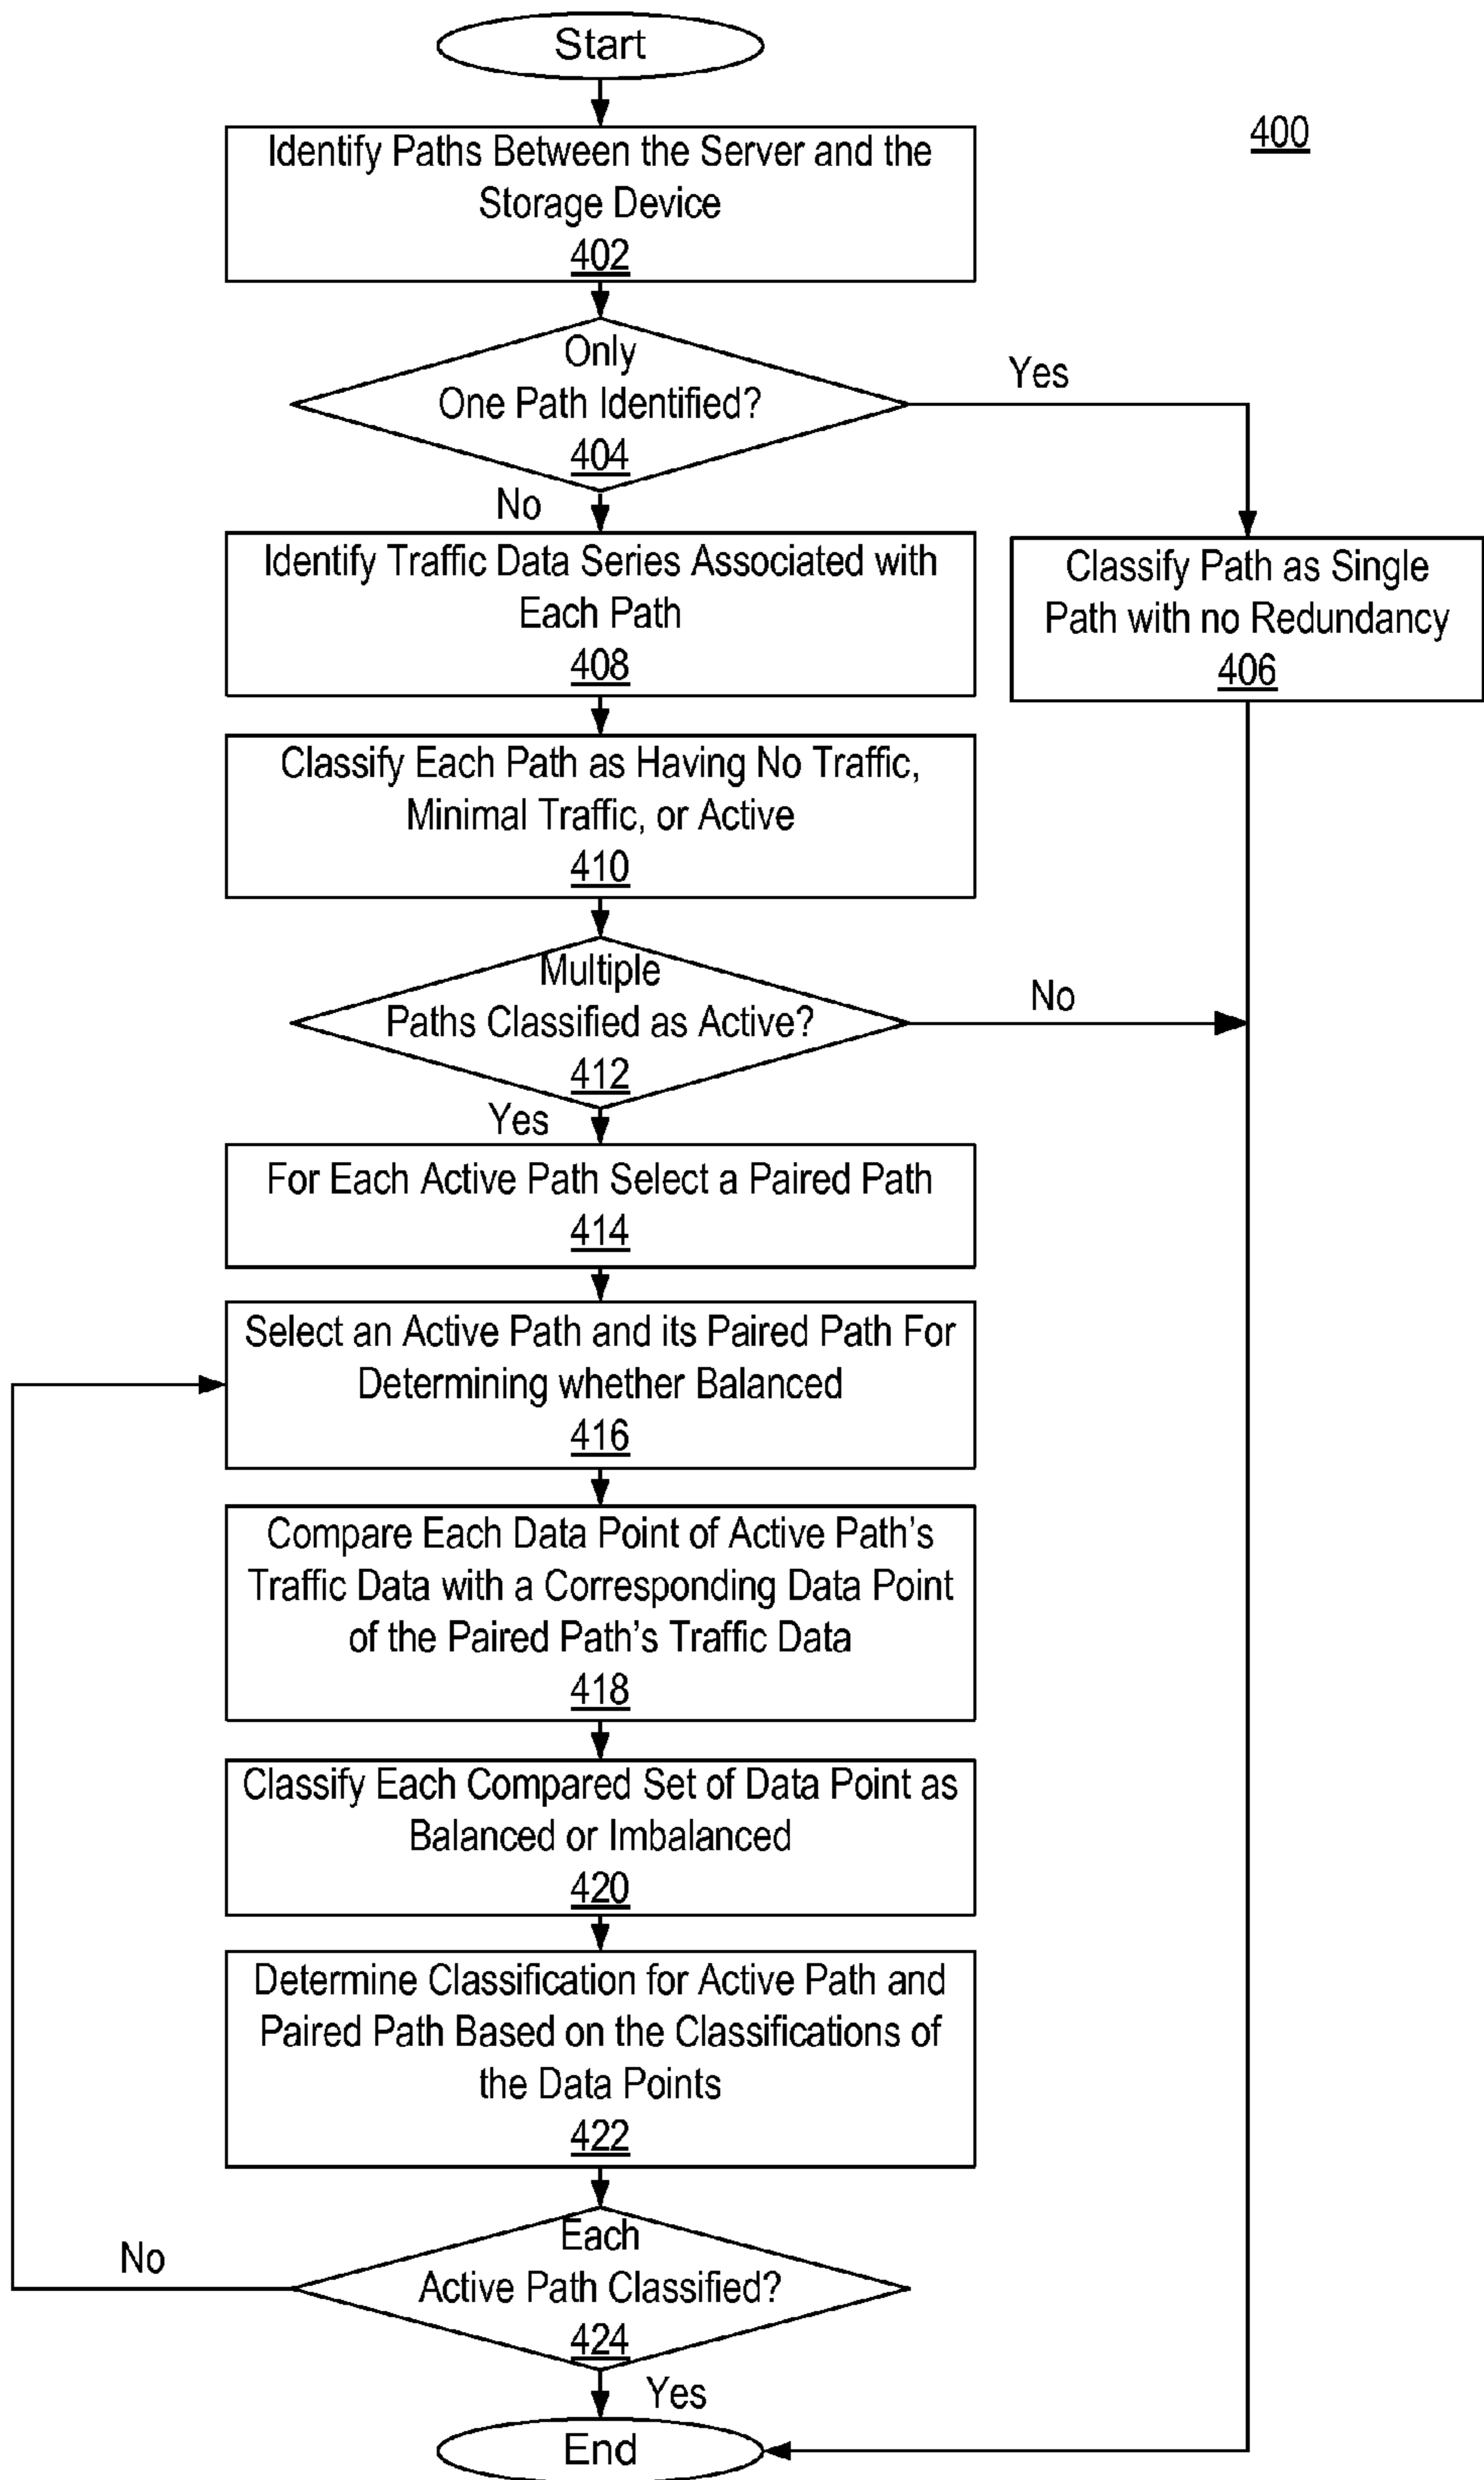 Start
400
Identify Paths Between the Server and the
Storage Device
402
Only
One Path Identified?
404
Yes
No
Identify Traffic Data Series Associated with
Each Path
408
Classify Path as Single
Path with no Redundancy
406
Classify Each Path as Having No Traffic,
Minimal Traffic, or Active
410
Multiple
Paths Classified as Active?
412
No
Yes
For Each Active Path Select a Paired Path
414
Select an Active Path and its Paired Path For
Determining whether Balanced
416
Compare Each Data Point of Active Path's
Traffic Data with a Corresponding Data Point
of the Paired Path's Traffic Data
418
Classify Each Compared Set of Data Point as
Balanced or Imbalanced
420
Determine Classification for Active Path and
Paired Path Based on the Classifications of
the Data Points
422
Each
Active Path Classified?
424
No
Yes
End